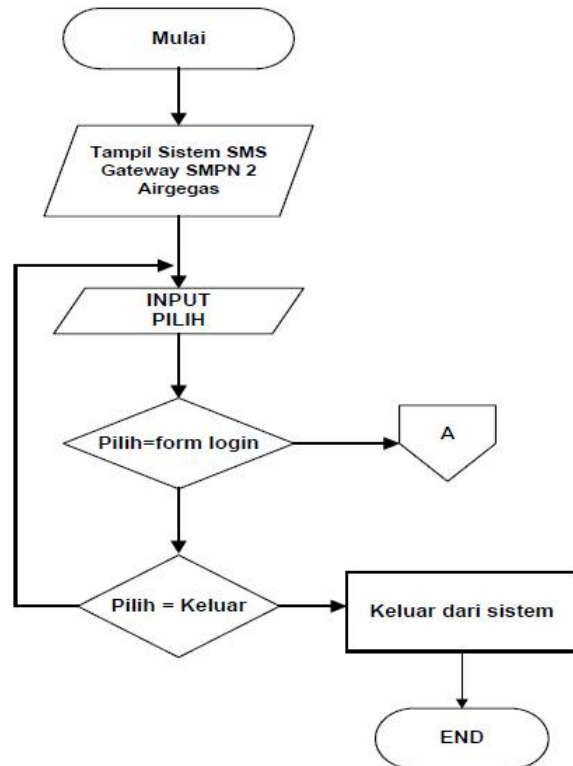 Mulai
Tampil Sistem SMS
Gateway SMPN 2
Airgegas
INPUT
PILIH
Pilih=form login
A
Pilih = Keluar
Keluar dari sistem
END